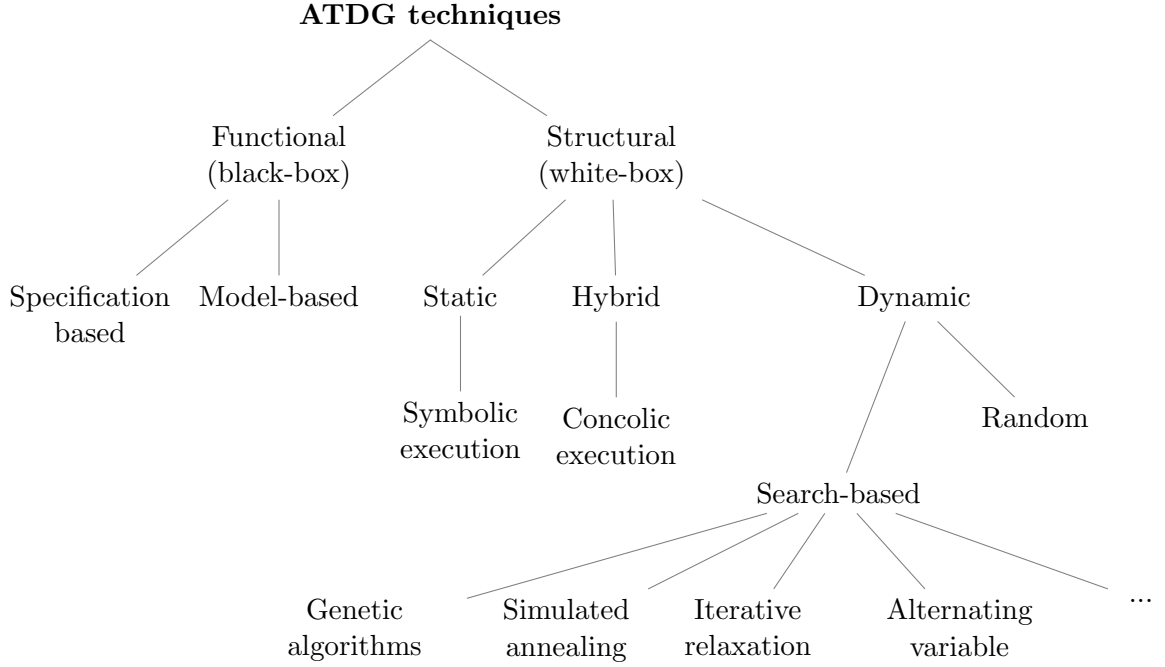 ATDG techniques
Functional
(black-box)
Structural
(white-box)
Specification
based
Model-based
Static
Hybrid
Dynamic
Symbolic
execution
Concolic
execution
Random
Search-based
Genetic
algorithms
Simulated
annealing
Iterative
relaxation
Alternating
variable
...